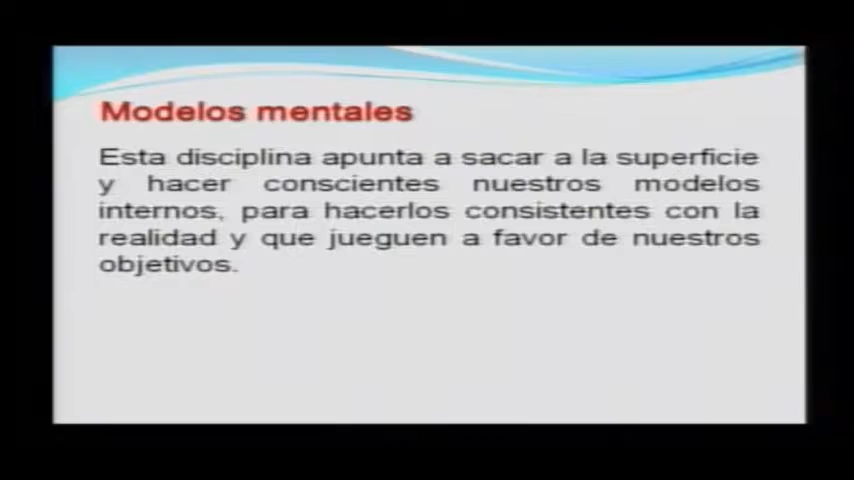 Modelos mentales
Esta disciplina apunta a sacar a la superficie
y hacer conscientes nuestros modelos
internos, para hacerlos consistentes con la
realidad y que jueguen a favor de nuestros
objetivos.